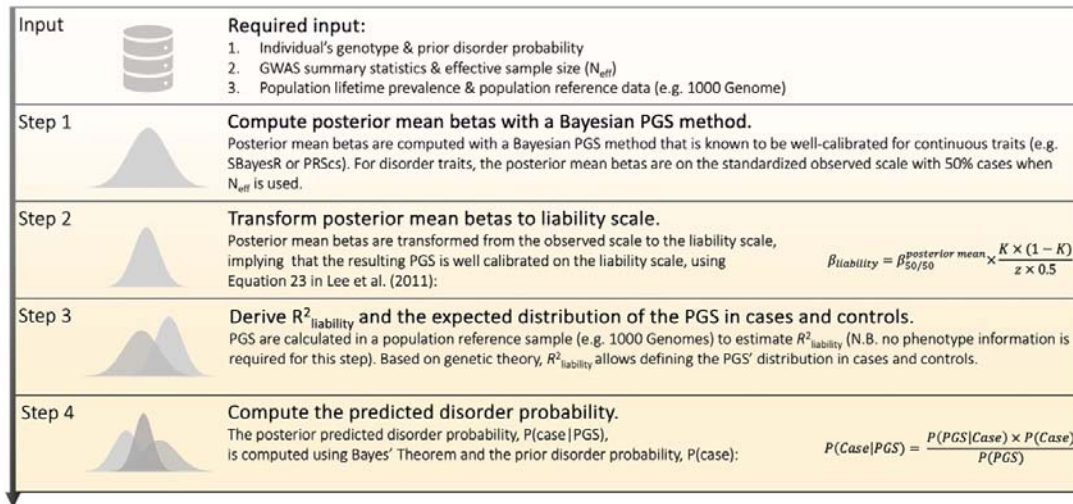 Input
Required input:
1. Individual's genotype & prior disorder probability
2. GWAS summary statistics & effective sample size (N_eff)
3. Population lifetime prevalence & population reference data (e.g. 1000 Genome)
Step 1
Compute posterior mean betas with a Bayesian PGS method.
Posterior mean betas are computed with a Bayesian PGS method that is known to be well-calibrated for continuous traits (e.g.
SBayesR or PRScs). For disorder traits, the posterior mean betas are on the standardized observed scale with 50% cases when
N_eff is used.
Step 2
Transform posterior mean betas to liability scale.
Posterior mean betas are transformed from the observed scale to the liability scale,
implying that the resulting PGS is well calibrated on the liability scale, using
Equation 23 in Lee et al. (2011):
β_liability = β_50/50^posterior mean × K × (1 − K) / z × 0.5
Step 3
Derive R²_liability and the expected distribution of the PGS in cases and controls.
PGS are calculated in a population reference sample (e.g. 1000 Genomes) to estimate R²_liability (N.B. no phenotype information is
required for this step). Based on genetic theory, R²_liability allows defining the PGS' distribution in cases and controls.
Step 4
Compute the predicted disorder probability.
The posterior predicted disorder probability, P(case|PGS),
is computed using Bayes' Theorem and the prior disorder probability, P(case):
P(Case|PGS) = P(PGS|Case) × P(Case) / P(PGS)